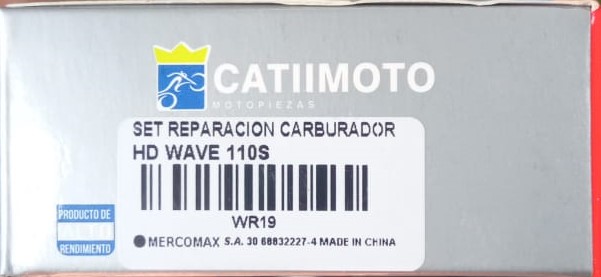 CATIIMOTO
MOTOPIEZAS
SET REPARACION CARBURADOR
HD WAVE 110S
WR19
MERCOMAX S.A. 30 68832227-4 MADE IN CHINA
PRODUCTO DE
ALTO
RENDIMIENTO